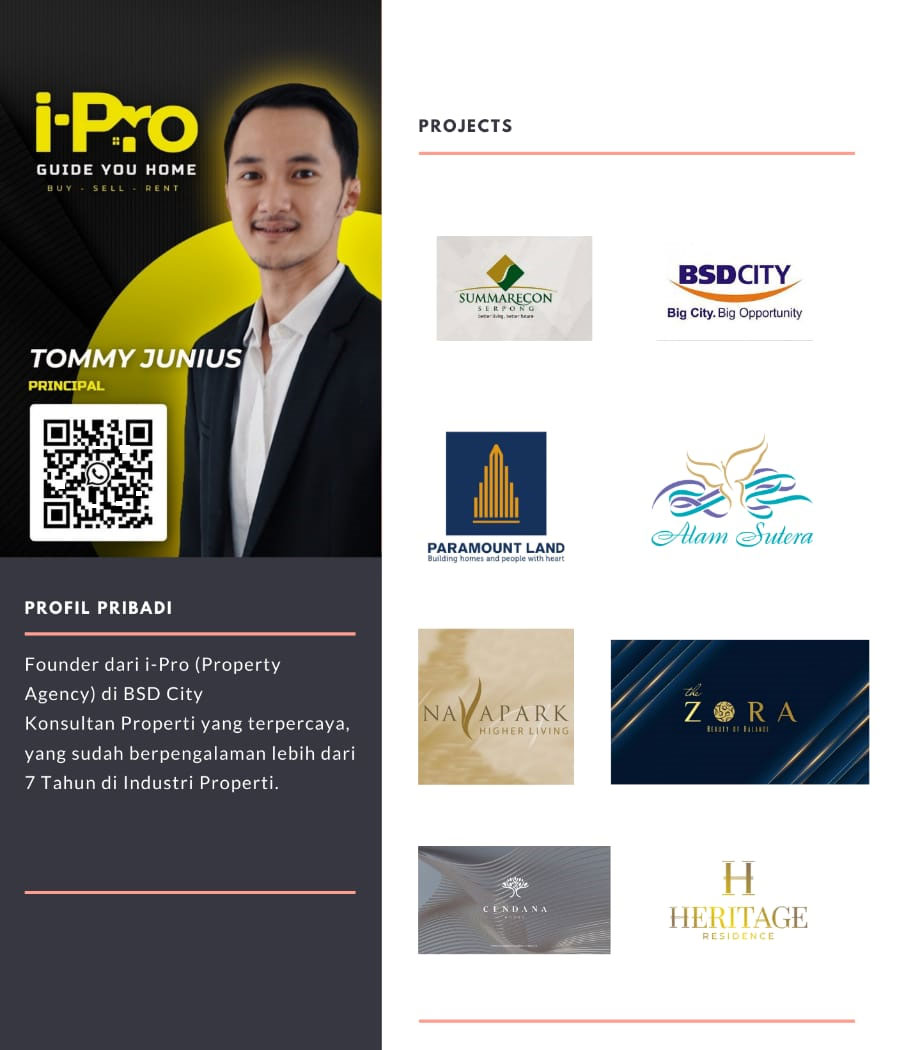 i-Pro
GUIDE YOU HOME
BUY - SELL - RENT
TOMMY JUNIUS
PRINCIPAL
PROFIL PRIBADI
Founder dari i-Pro (Property
Agency) di BSD City
Konsultan Properti yang terpercaya,
yang sudah berpengalaman lebih dari
7 Tahun di Industri Properti.
PROJECTS
SUMMARECON
SERPONG
better living, better future
BSDCITY
Big City. Big Opportunity
PARAMOUNT LAND
Building homes and people with heart
Alam Sutera
NAVAPARK
HIGHER LIVING
the
ZORA
BEAUTY OF BALANCE
CENDANA
H
HERITAGE
RESIDENCE